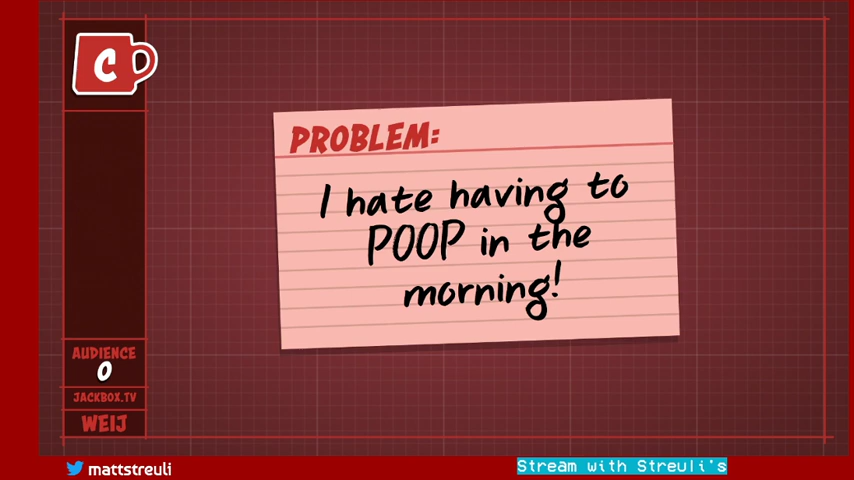 C
PROBLEM:
I hate having to
POOP in the
morning!
AUDIENCE
0
JACKBOX.TV
WEIJ
mattstreuli
Stream with Streuli's